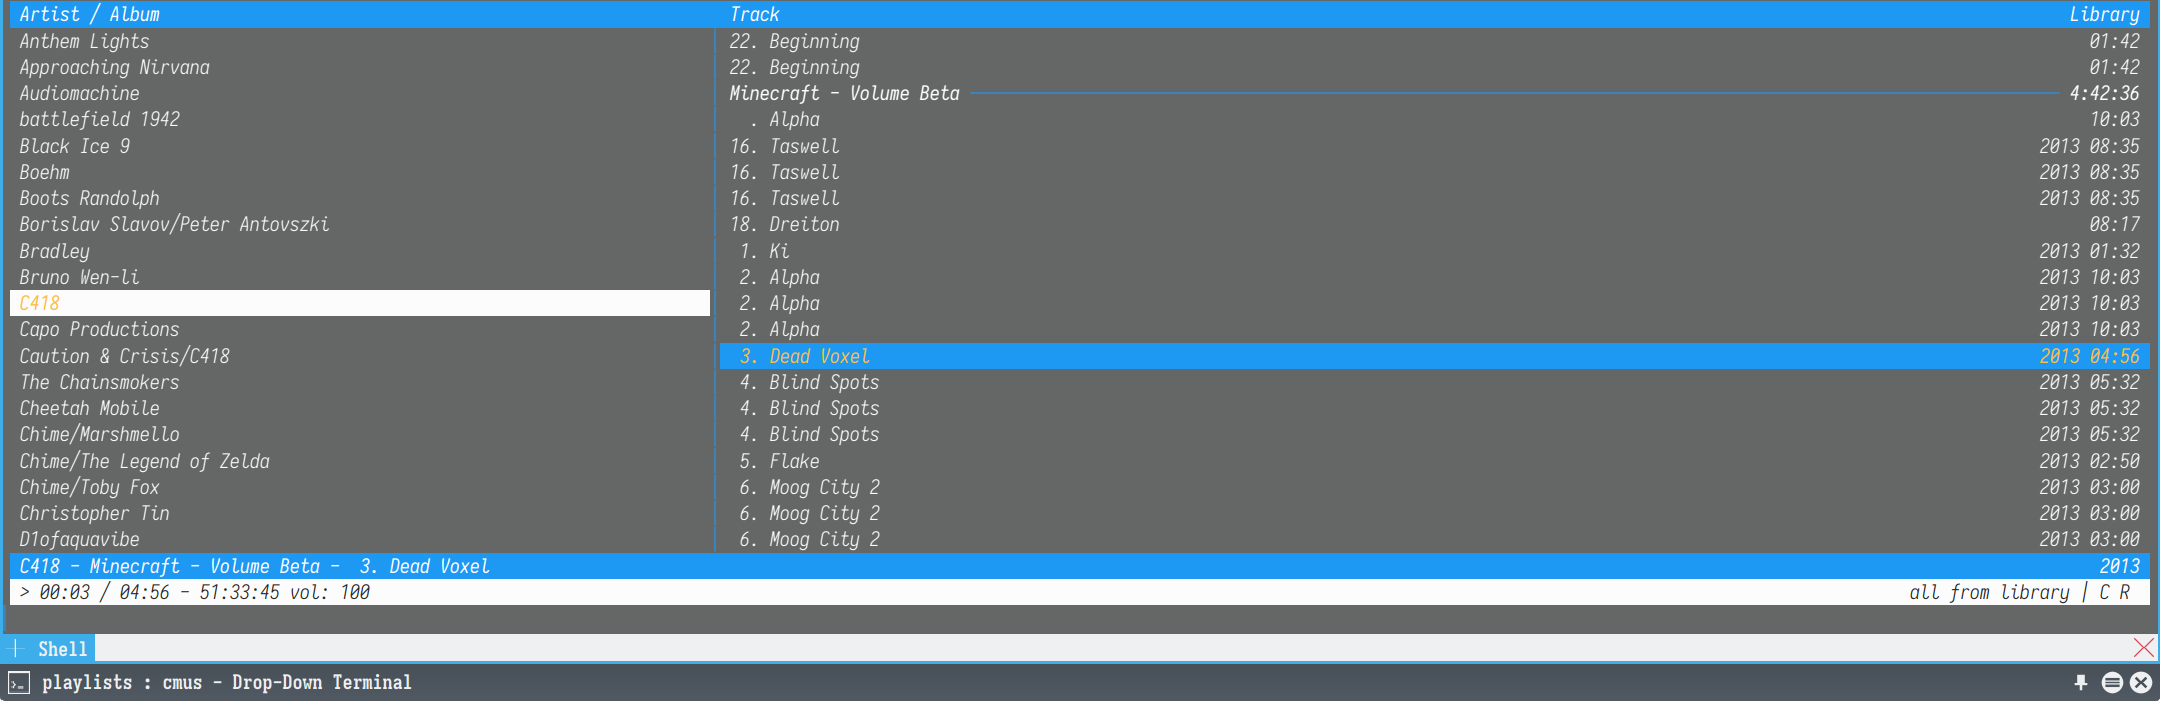 Artist / Album Track Library
Anthem Lights 22. Beginning 01:42
Approaching Nirvana 22. Beginning 01:42
Audiomachine Minecraft - Volume Beta 4:42:36
battlefield 1942 . Alpha 10:03
Black Ice 9 16. Taswell 2013 08:35
Boehm 16. Taswell 2013 08:35
Boots Randolph 16. Taswell 2013 08:35
Borislav Slavov/Peter Antovszki 18. Dreiton 08:17
Bradley 1. Ki 2013 01:32
Bruno Wen-li 2. Alpha 2013 10:03
C418 2. Alpha 2013 10:03
Capo Productions 2. Alpha 2013 10:03
Caution & Crisis/C418 3. Dead Voxel 2013 04:56
The Chainsmokers 4. Blind Spots 2013 05:32
Cheetah Mobile 4. Blind Spots 2013 05:32
Chime/Marshmello 4. Blind Spots 2013 05:32
Chime/The Legend of Zelda 5. Flake 2013 02:50
Chime/Toby Fox 6. Moog City 2 2013 03:00
Christopher Tin 6. Moog City 2 2013 03:00
D1ofaquavibe 6. Moog City 2 2013 03:00
C418 - Minecraft - Volume Beta - 3. Dead Voxel 2013
> 00:03 / 04:56 - 51:33:45 vol: 100 all from library | C R
Shell
playlists : cmus - Drop-Down Terminal